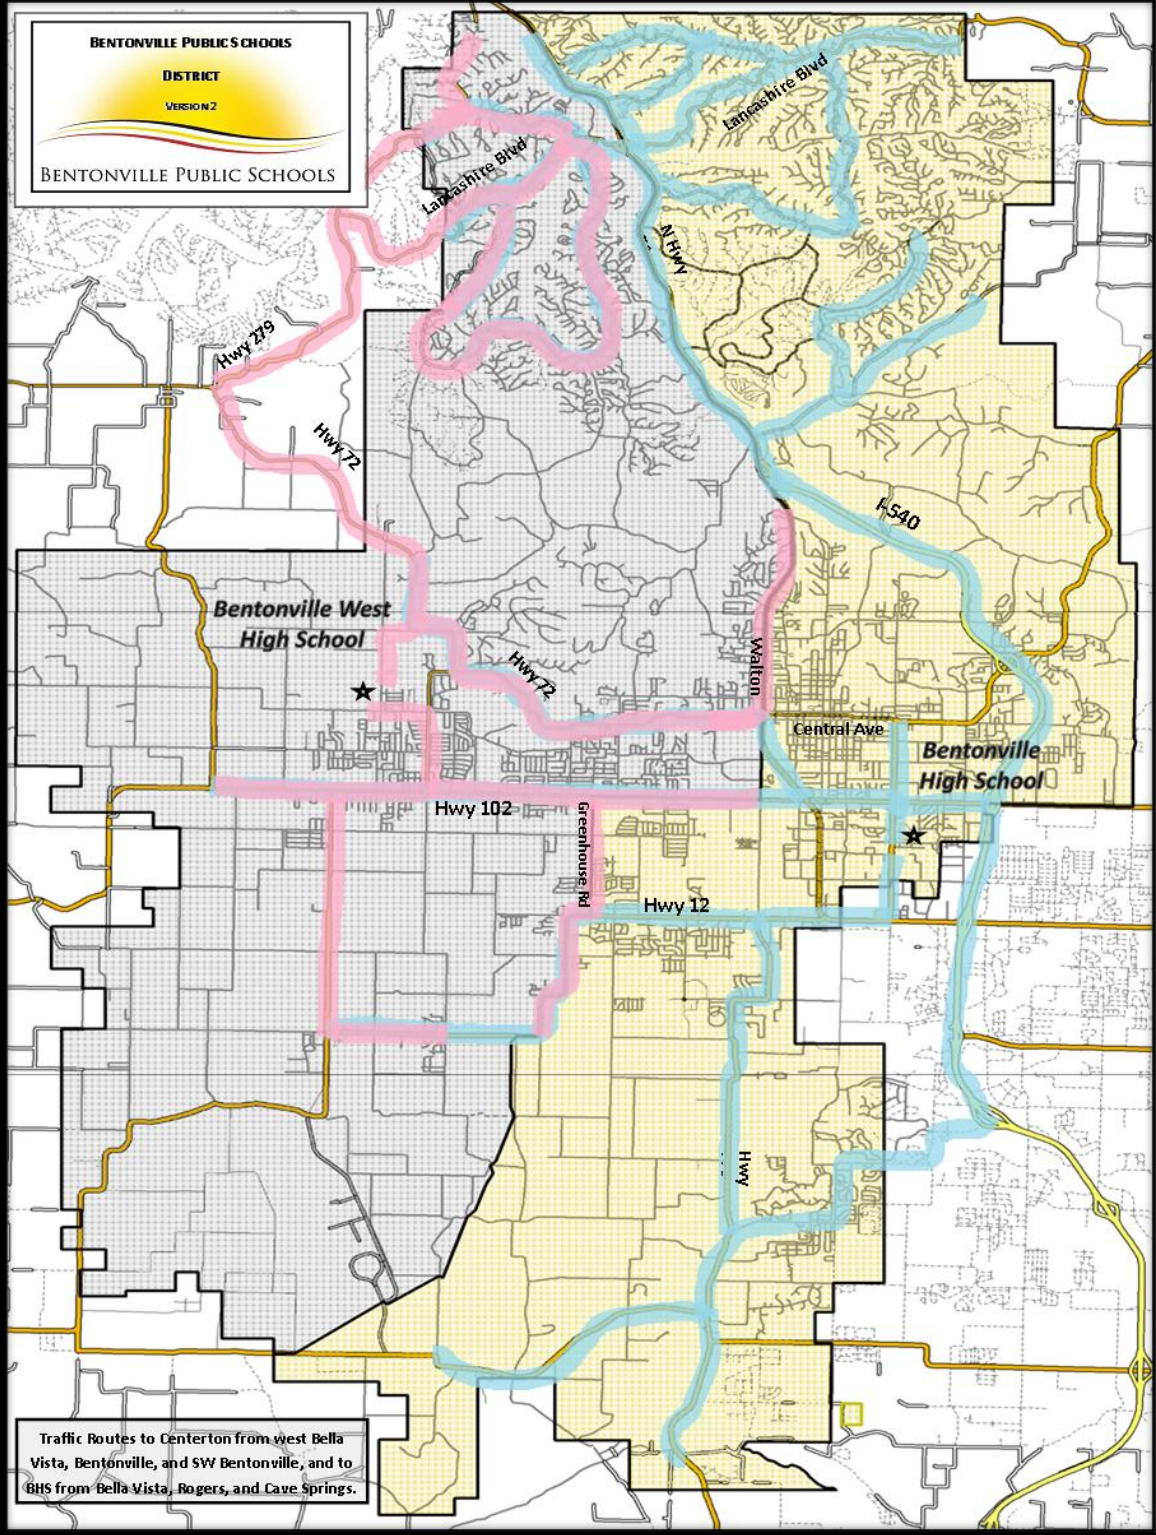 BENTONVILLE PUBLIC SCHOOLS
DISTRICT
VERSION 2
BENTONVILLE PUBLIC SCHOOLS
Lancashire Blvd
Lancashire Blvd
N Hwy
Hwy 279
Hwy 72
I-540
Bentonville West
High School
Hwy 72
Walton
Central Ave
Bentonville
High School
Hwy 102
Greenhouse Rd
Hwy 12
Hwy
Traffic Routes to Centerton from west Bella
Vista, Bentonville, and SW Bentonville, and to
BHS from Bella Vista, Rogers, and Cave Springs.